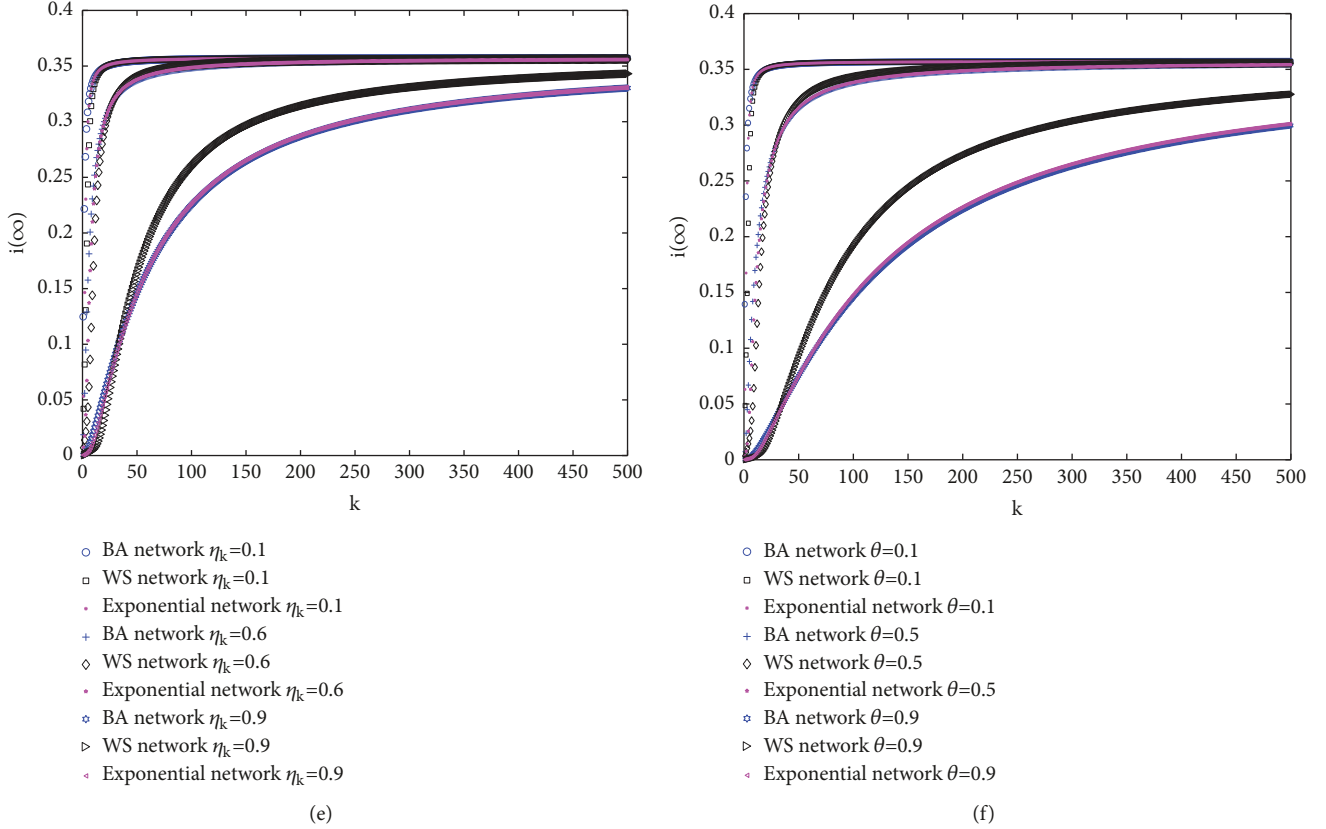 0.4
0.35
0.3
0.25
0.2
0.15
0.1
0.05
0
i(∞)
0 50 100 150 200 250 300 350 400 450 500
k
BA network ηk=0.1
WS network ηk=0.1
Exponential network ηk=0.1
BA network ηk=0.6
WS network ηk=0.6
Exponential network ηk=0.6
BA network ηk=0.9
WS network ηk=0.9
Exponential network ηk=0.9
(e)
0.4
0.35
0.3
0.25
0.2
0.15
0.1
0.05
0
i(∞)
0 50 100 150 200 250 300 350 400 450 500
k
BA network θ=0.1
WS network θ=0.1
Exponential network θ=0.1
BA network θ=0.5
WS network θ=0.5
Exponential network θ=0.5
BA network θ=0.9
WS network θ=0.9
Exponential network θ=0.9
(f)